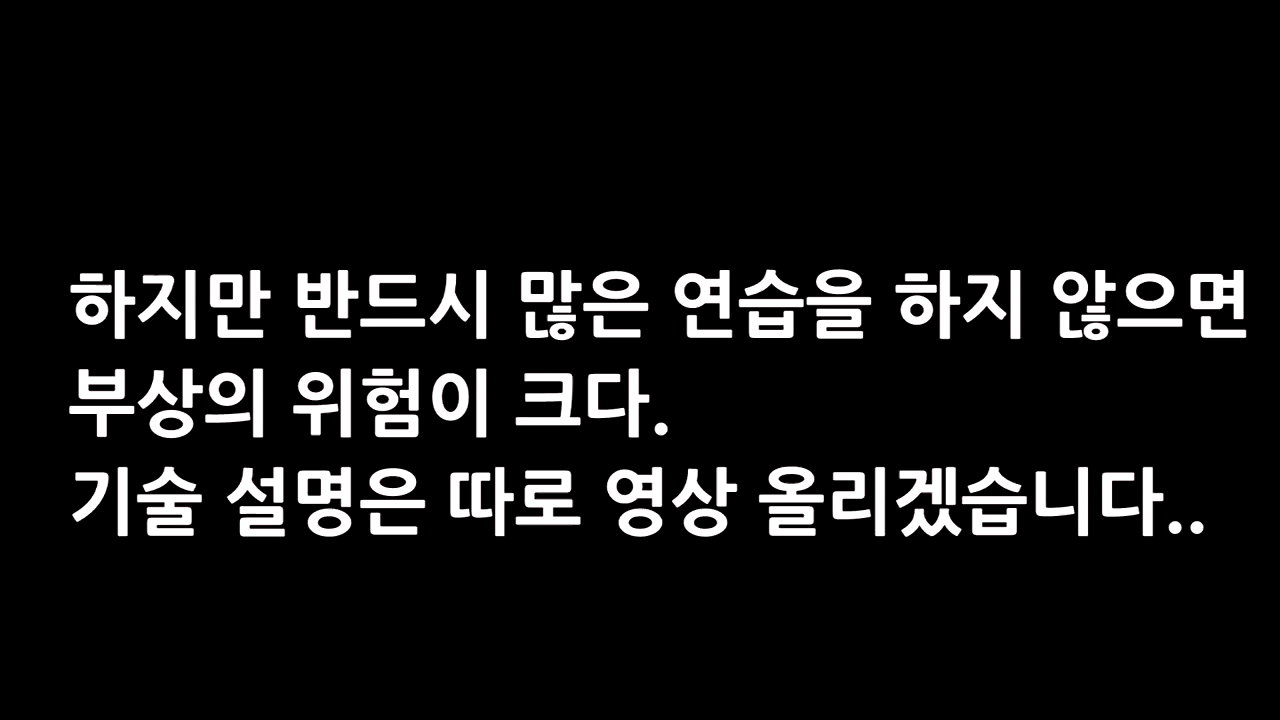 하지만 반드시 많은 연습을 하지 않으면
부상의 위험이 크다.
기술 설명은 따로 영상 올리겠습니다..